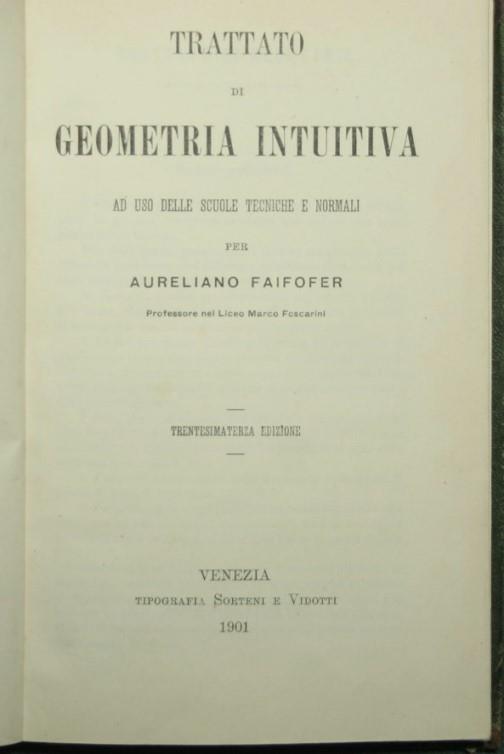 TRATTATO
DI
GEOMETRIA INTUITIVA
AD USO DELLE SCUOLE TECNICHE E NORMALI
PER
AURELIANO FAIFOFER
Professore nel Liceo Marco Foscarini
TRENTESIMATERZA EDIZIONE
VENEZIA
TIPOGRAFIA SORTENI E VIDOTTI
1901